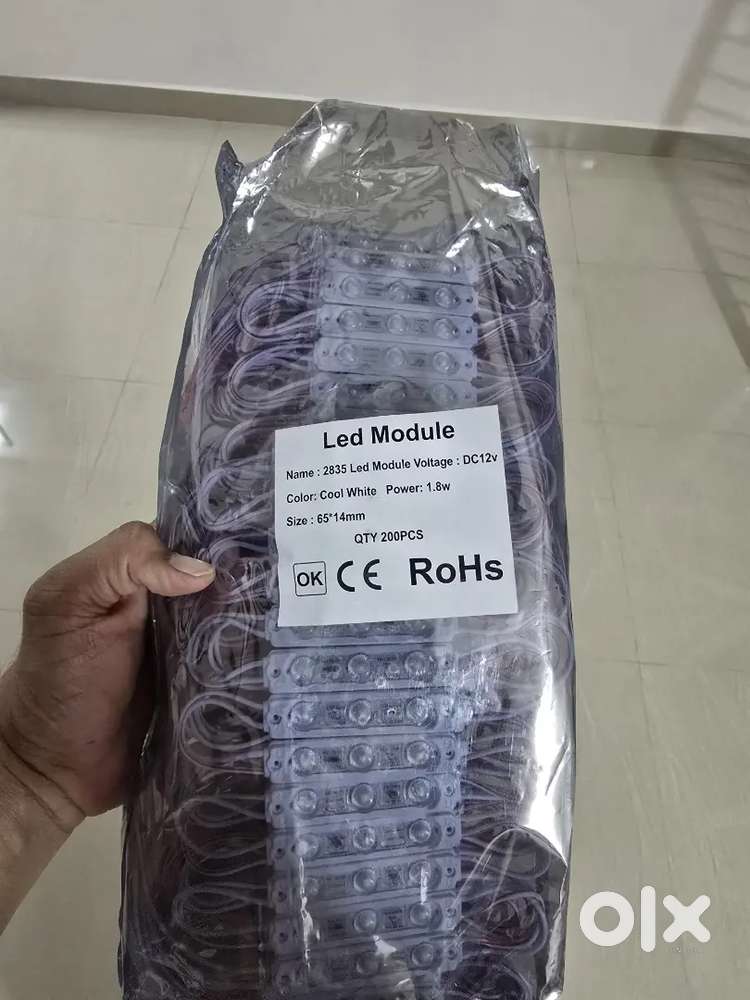 Led Module
Name : 2835 Led Module Voltage : DC12v
Color: Cool White Power: 1.8w
Size : 65*14mm
QTY 200PCS
OK CE RoHs
olx